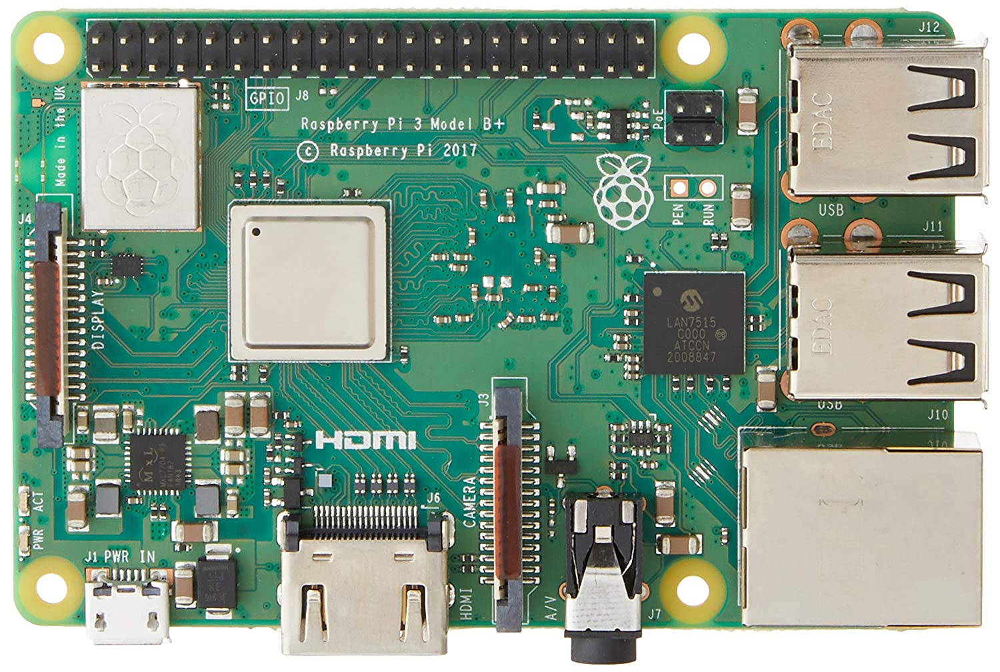 J12
GPIO
J8
Raspberry Pi 3 Model B+
© Raspberry Pi 2017
Made in the UK
PoE
EDAC
PEN
RUN
USB
J4
J11
DISPLAY
LAN7515
C000
ATCCN
2008847
EDAC
USB
J10
J3
HDMI
MxL
CAMERA
J6
ACT
PWR
J1 PWR IN
HDMI
A/V
J7